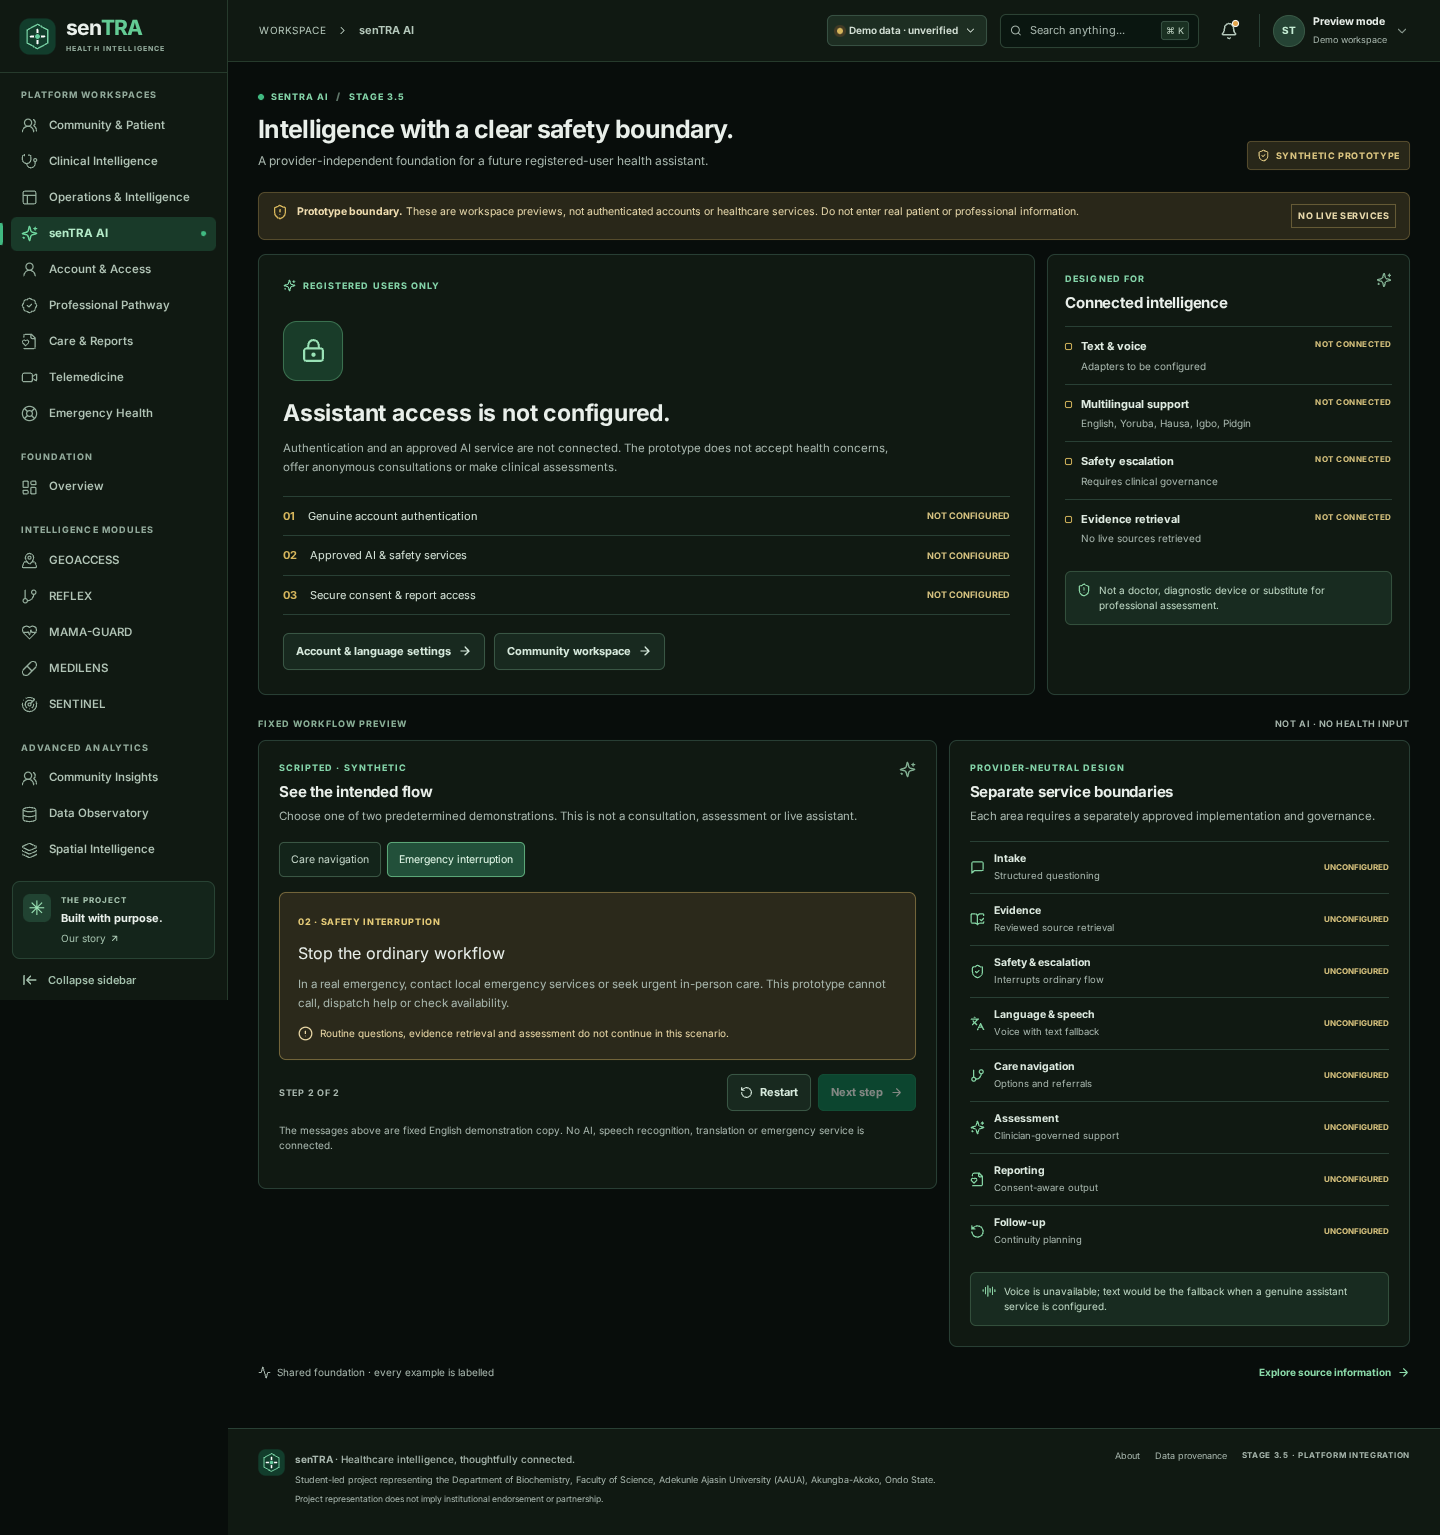 senTRA
HEALTH INTELLIGENCE
PLATFORM WORKSPACES
Community & Patient
Clinical Intelligence
Operations & Intelligence
senTRA AI
Account & Access
Professional Pathway
Care & Reports
Telemedicine
Emergency Health
FOUNDATION
Overview
INTELLIGENCE MODULES
GEOACCESS
REFLEX
MAMA-GUARD
MEDILENS
SENTINEL
ADVANCED ANALYTICS
Community Insights
Data Observatory
Spatial Intelligence
THE PROJECT
Built with purpose.
Our story
Collapse sidebar
WORKSPACE
senTRA AI
Demo data · unverified
Search anything...
⌘ K
ST
Preview mode
Demo workspace
SENTRA AI / STAGE 3.5
Intelligence with a clear safety boundary.
A provider-independent foundation for a future registered-user health assistant.
SYNTHETIC PROTOTYPE
Prototype boundary. These are workspace previews, not authenticated accounts or healthcare services. Do not enter real patient or professional information.
NO LIVE SERVICES
REGISTERED USERS ONLY
Assistant access is not configured.
Authentication and an approved AI service are not connected. The prototype does not accept health concerns,
offer anonymous consultations or make clinical assessments.
01 Genuine account authentication NOT CONFIGURED
02 Approved AI & safety services NOT CONFIGURED
03 Secure consent & report access NOT CONFIGURED
Account & language settings
Community workspace
DESIGNED FOR
Connected intelligence
Text & voice NOT CONNECTED
Adapters to be configured
Multilingual support NOT CONNECTED
English, Yoruba, Hausa, Igbo, Pidgin
Safety escalation NOT CONNECTED
Requires clinical governance
Evidence retrieval NOT CONNECTED
No live sources retrieved
Not a doctor, diagnostic device or substitute for
professional assessment.
FIXED WORKFLOW PREVIEW
NOT AI · NO HEALTH INPUT
SCRIPTED · SYNTHETIC
See the intended flow
Choose one of two predetermined demonstrations. This is not a consultation, assessment or live assistant.
Care navigation
Emergency interruption
02 · SAFETY INTERRUPTION
Stop the ordinary workflow
In a real emergency, contact local emergency services or seek urgent in-person care. This prototype cannot
call, dispatch help or check availability.
Routine questions, evidence retrieval and assessment do not continue in this scenario.
STEP 2 OF 2
Restart
Next step
The messages above are fixed English demonstration copy. No AI, speech recognition, translation or emergency service is
connected.
PROVIDER-NEUTRAL DESIGN
Separate service boundaries
Each area requires a separately approved implementation and governance.
Intake UNCONFIGURED
Structured questioning
Evidence UNCONFIGURED
Reviewed source retrieval
Safety & escalation UNCONFIGURED
Interrupts ordinary flow
Language & speech UNCONFIGURED
Voice with text fallback
Care navigation UNCONFIGURED
Options and referrals
Assessment UNCONFIGURED
Clinician-governed support
Reporting UNCONFIGURED
Consent-aware output
Follow-up UNCONFIGURED
Continuity planning
Voice is unavailable; text would be the fallback when a genuine assistant
service is configured.
Shared foundation · every example is labelled
Explore source information
senTRA · Healthcare intelligence, thoughtfully connected.
Student-led project representing the Department of Biochemistry, Faculty of Science, Adekunle Ajasin University (AAUA), Akungba-Akoko, Ondo State.
Project representation does not imply institutional endorsement or partnership.
About
Data provenance
STAGE 3.5 · PLATFORM INTEGRATION